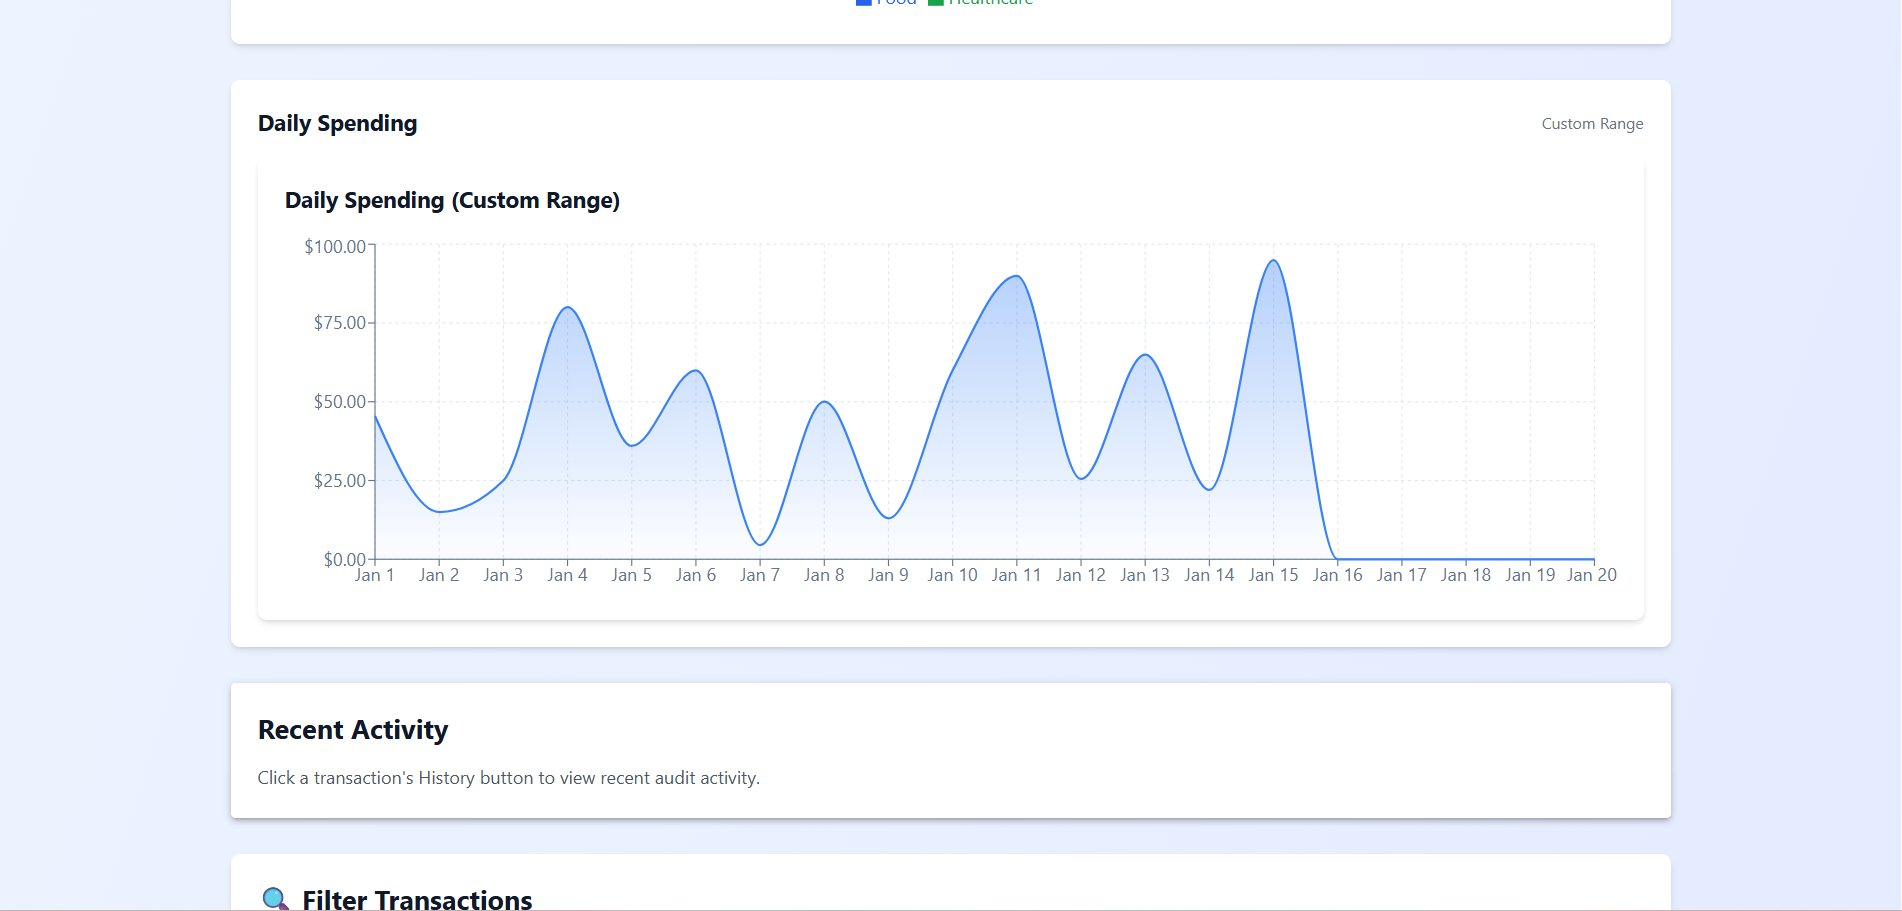 Food Healthcare
Daily Spending
Custom Range
Daily Spending (Custom Range)
$100.00
$75.00
$50.00
$25.00
$0.00
Jan 1 Jan 2 Jan 3 Jan 4 Jan 5 Jan 6 Jan 7 Jan 8 Jan 9 Jan 10 Jan 11 Jan 12 Jan 13 Jan 14 Jan 15 Jan 16 Jan 17 Jan 18 Jan 19 Jan 20
Recent Activity
Click a transaction's History button to view recent audit activity.
Filter Transactions